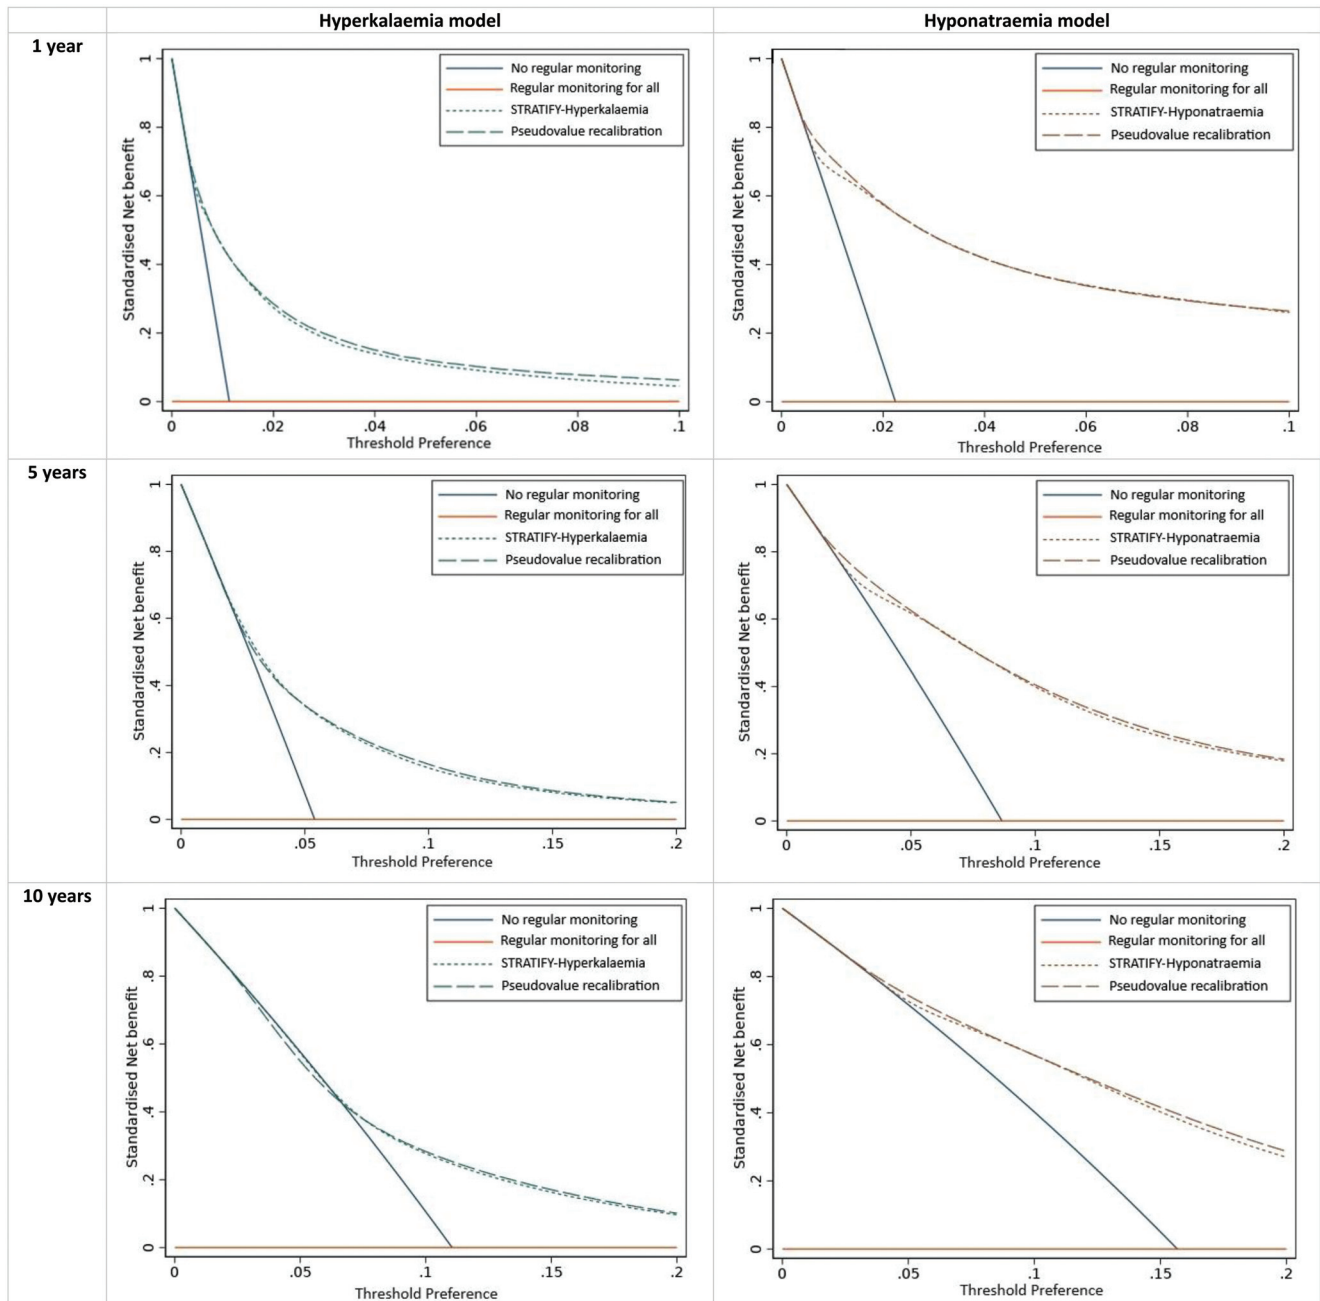 Hyperkalaemia model
Hyponatraemia model
1 year
Standardised Net benefit
1
.8
.6
.4
.2
0
No regular monitoring
Regular monitoring for all
STRATIFY-Hyperkalaemia
Pseudovalue recalibration
0 .02 .04 .06 .08 .1
Threshold Preference
Standardised Net benefit
1
.8
.6
.4
.2
0
No regular monitoring
Regular monitoring for all
STRATIFY-Hyponatraemia
Pseudovalue recalibration
0 .02 .04 .06 .08 .1
Threshold Preference
5 years
Standardised Net benefit
1
.8
.6
.4
.2
0
No regular monitoring
Regular monitoring for all
STRATIFY-Hyperkalaemia
Pseudovalue recalibration
0 .05 .1 .15 .2
Threshold Preference
Standardised Net benefit
1
.8
.6
.4
.2
0
No regular monitoring
Regular monitoring for all
STRATIFY-Hyponatraemia
Pseudovalue recalibration
0 .05 .1 .15 .2
Threshold Preference
10 years
Standardised Net benefit
1
.8
.6
.4
.2
0
No regular monitoring
Regular monitoring for all
STRATIFY-Hyperkalaemia
Pseudovalue recalibration
0 .05 .1 .15 .2
Threshold Preference
Standardised Net benefit
1
.8
.6
.4
.2
0
No regular monitoring
Regular monitoring for all
STRATIFY-Hyponatraemia
Pseudovalue recalibration
0 .05 .1 .15 .2
Threshold Preference